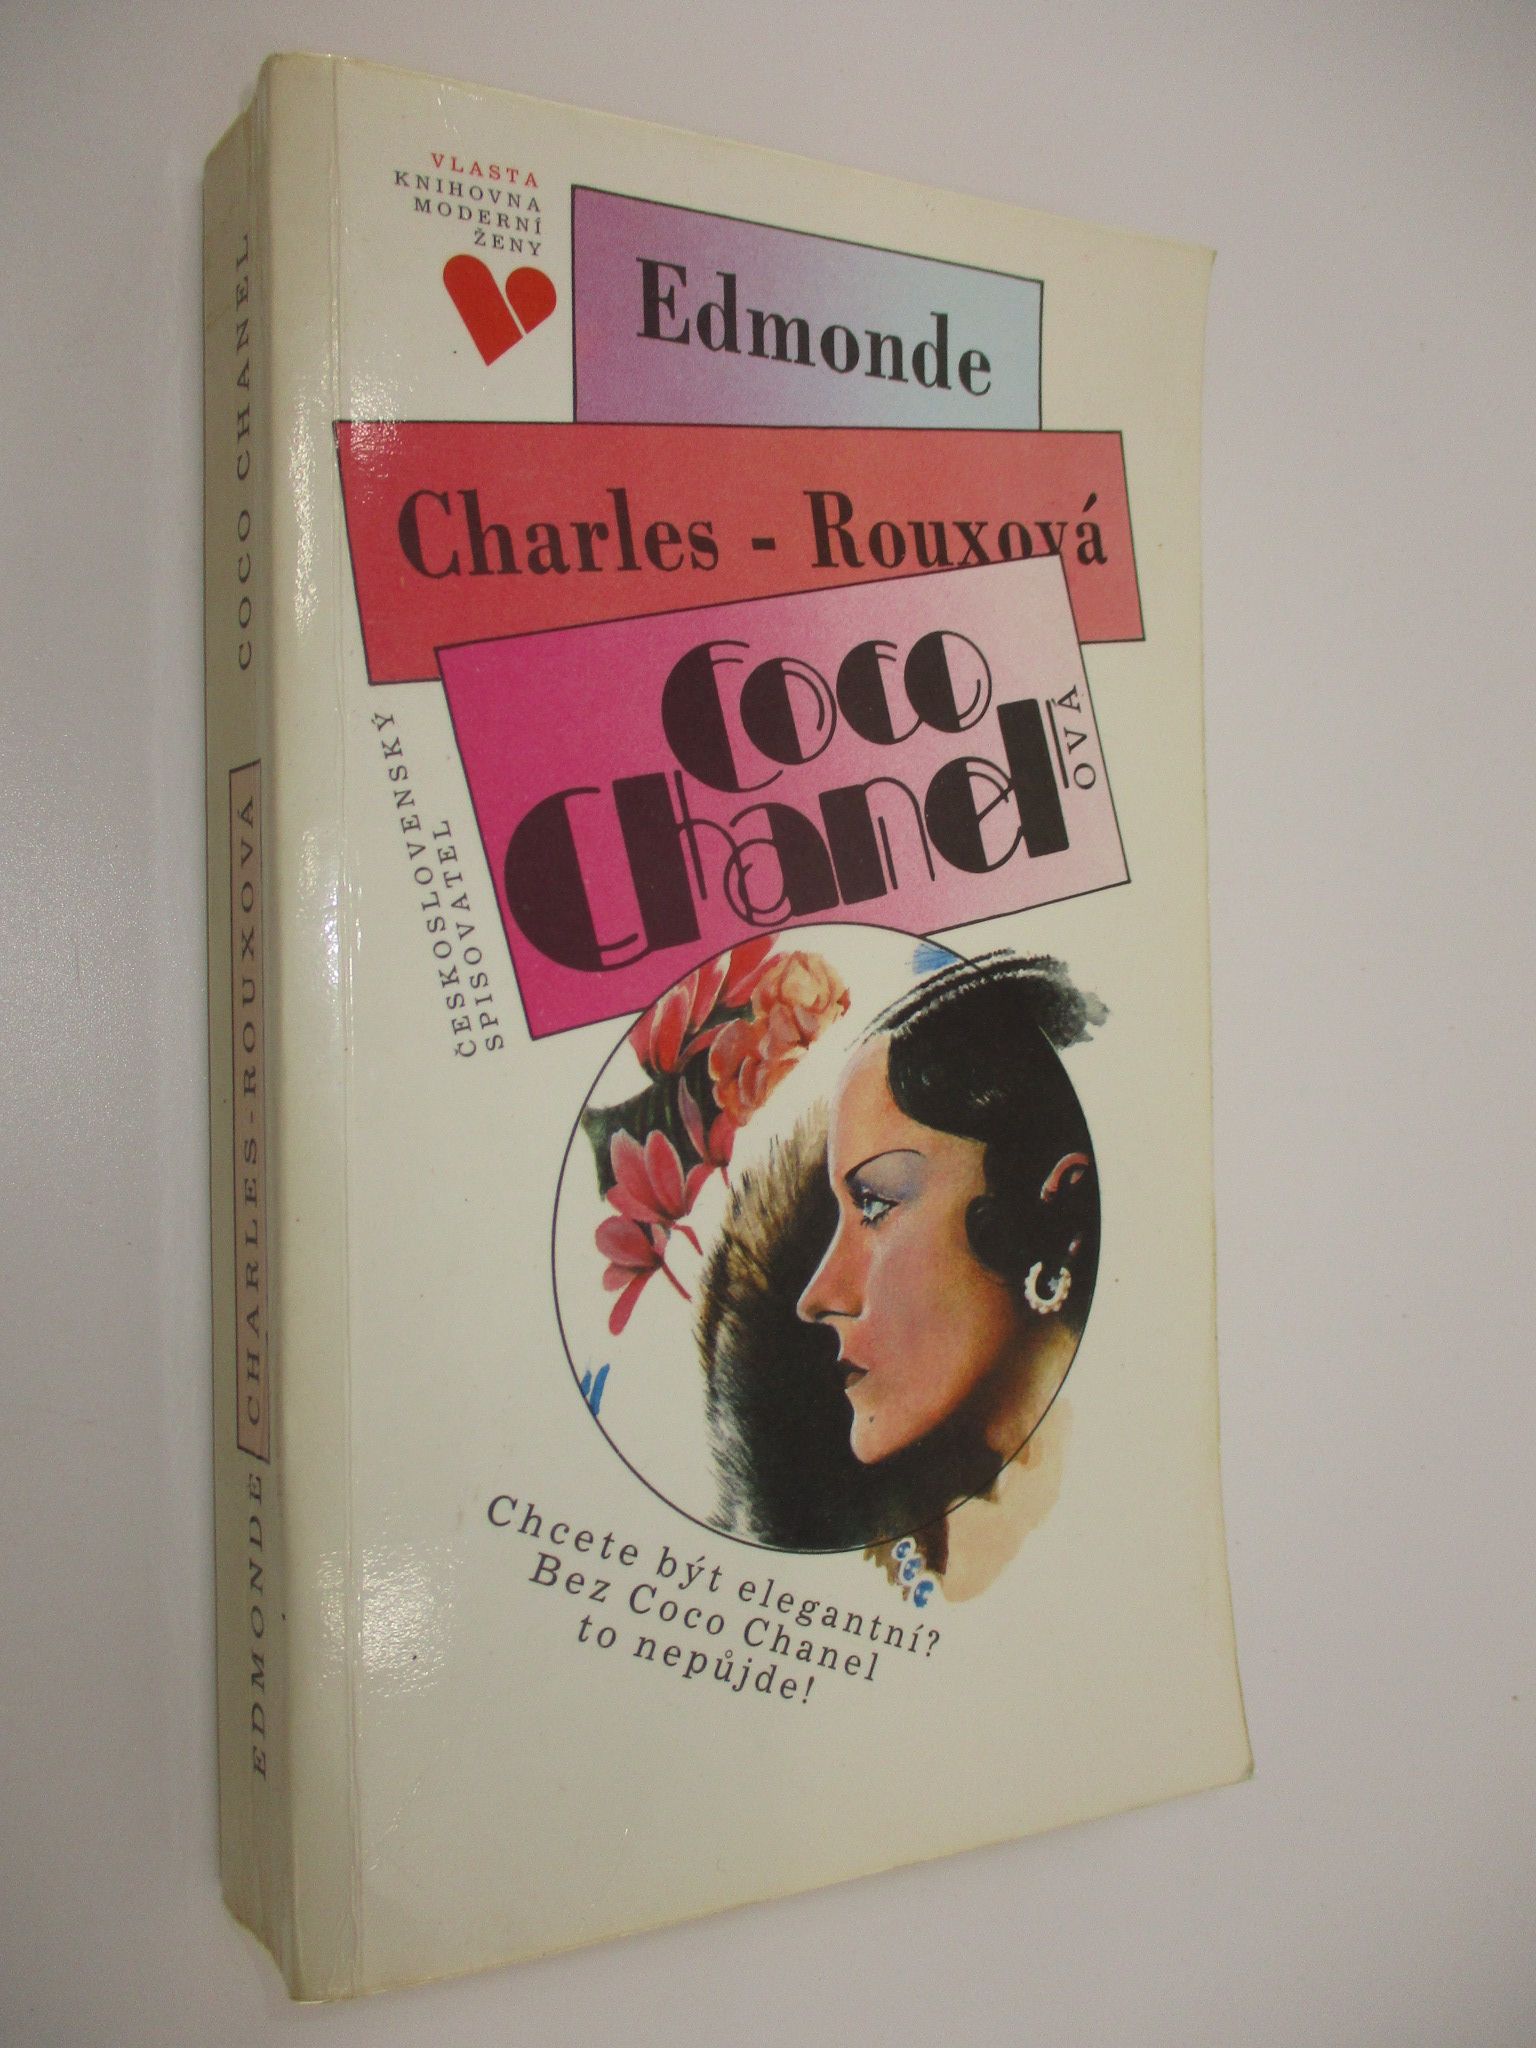 VLASTA
KNIHOVNA
MODERNÍ
ŽENY
Edmonde
Charles - Rouxová
Coco
Chanel
OVÁ
ČESKOSLOVENSKÝ
SPISOVATEL
Chcete být elegantní?
Bez Coco Chanel
to nepůjde!
EDMONDE CHARLES-ROUXOVÁ COCO CHANEL